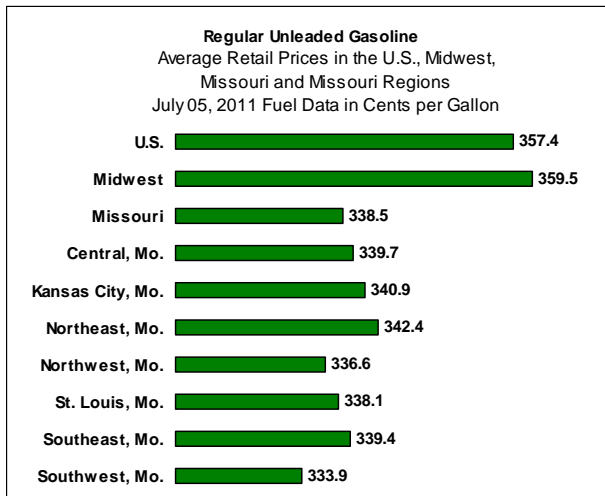 Regular Unleaded Gasoline
Average Retail Prices in the U.S., Midwest,
Missouri and Missouri Regions
July 05, 2011 Fuel Data in Cents per Gallon
U.S. 357.4
Midwest 359.5
Missouri 338.5
Central, Mo. 339.7
Kansas City, Mo. 340.9
Northeast, Mo. 342.4
Northwest, Mo. 336.6
St. Louis, Mo. 338.1
Southeast, Mo. 339.4
Southwest, Mo. 333.9